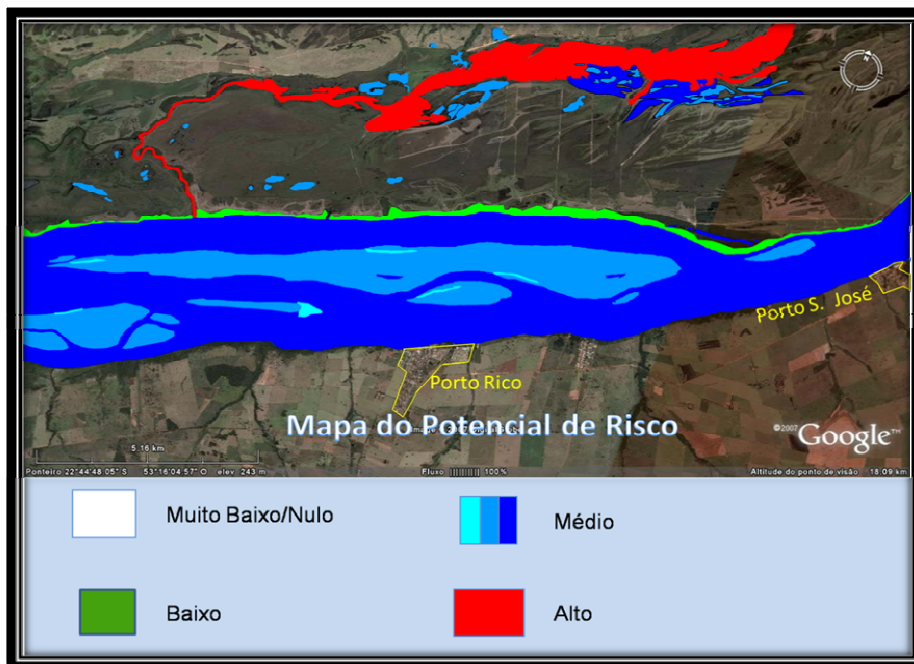 Porto S. José
Porto Rico
Mapa do Potencial de Risco
©2007 Google™
5.16 km
Ponteiro 22°44'48.05" S 53°16'04.57" O elev 243 m
Fluxo |||||||||| 100%
Altitude do ponto de visão 18.09 km
Muito Baixo/Nulo
Médio
Baixo
Alto